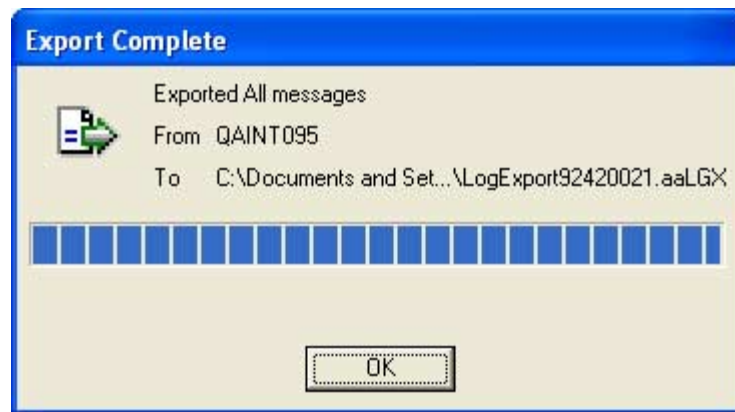 Export Complete
Exported All messages
From QAINT095
To C:\Documents and Set...\LogExport92420021.aaLGX
OK